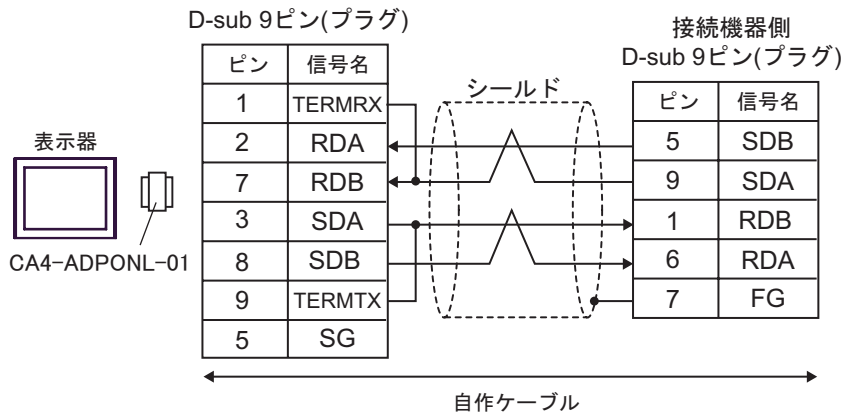 D-sub 9ピン(プラグ)
接続機器側
D-sub 9ピン(プラグ)
ピン 信号名
1 TERMRX
2 RDA
7 RDB
3 SDA
8 SDB
9 TERMTX
5 SG
シールド
ピン 信号名
5 SDB
9 SDA
1 RDB
6 RDA
7 FG
表示器
CA4-ADPONL-01
自作ケーブル